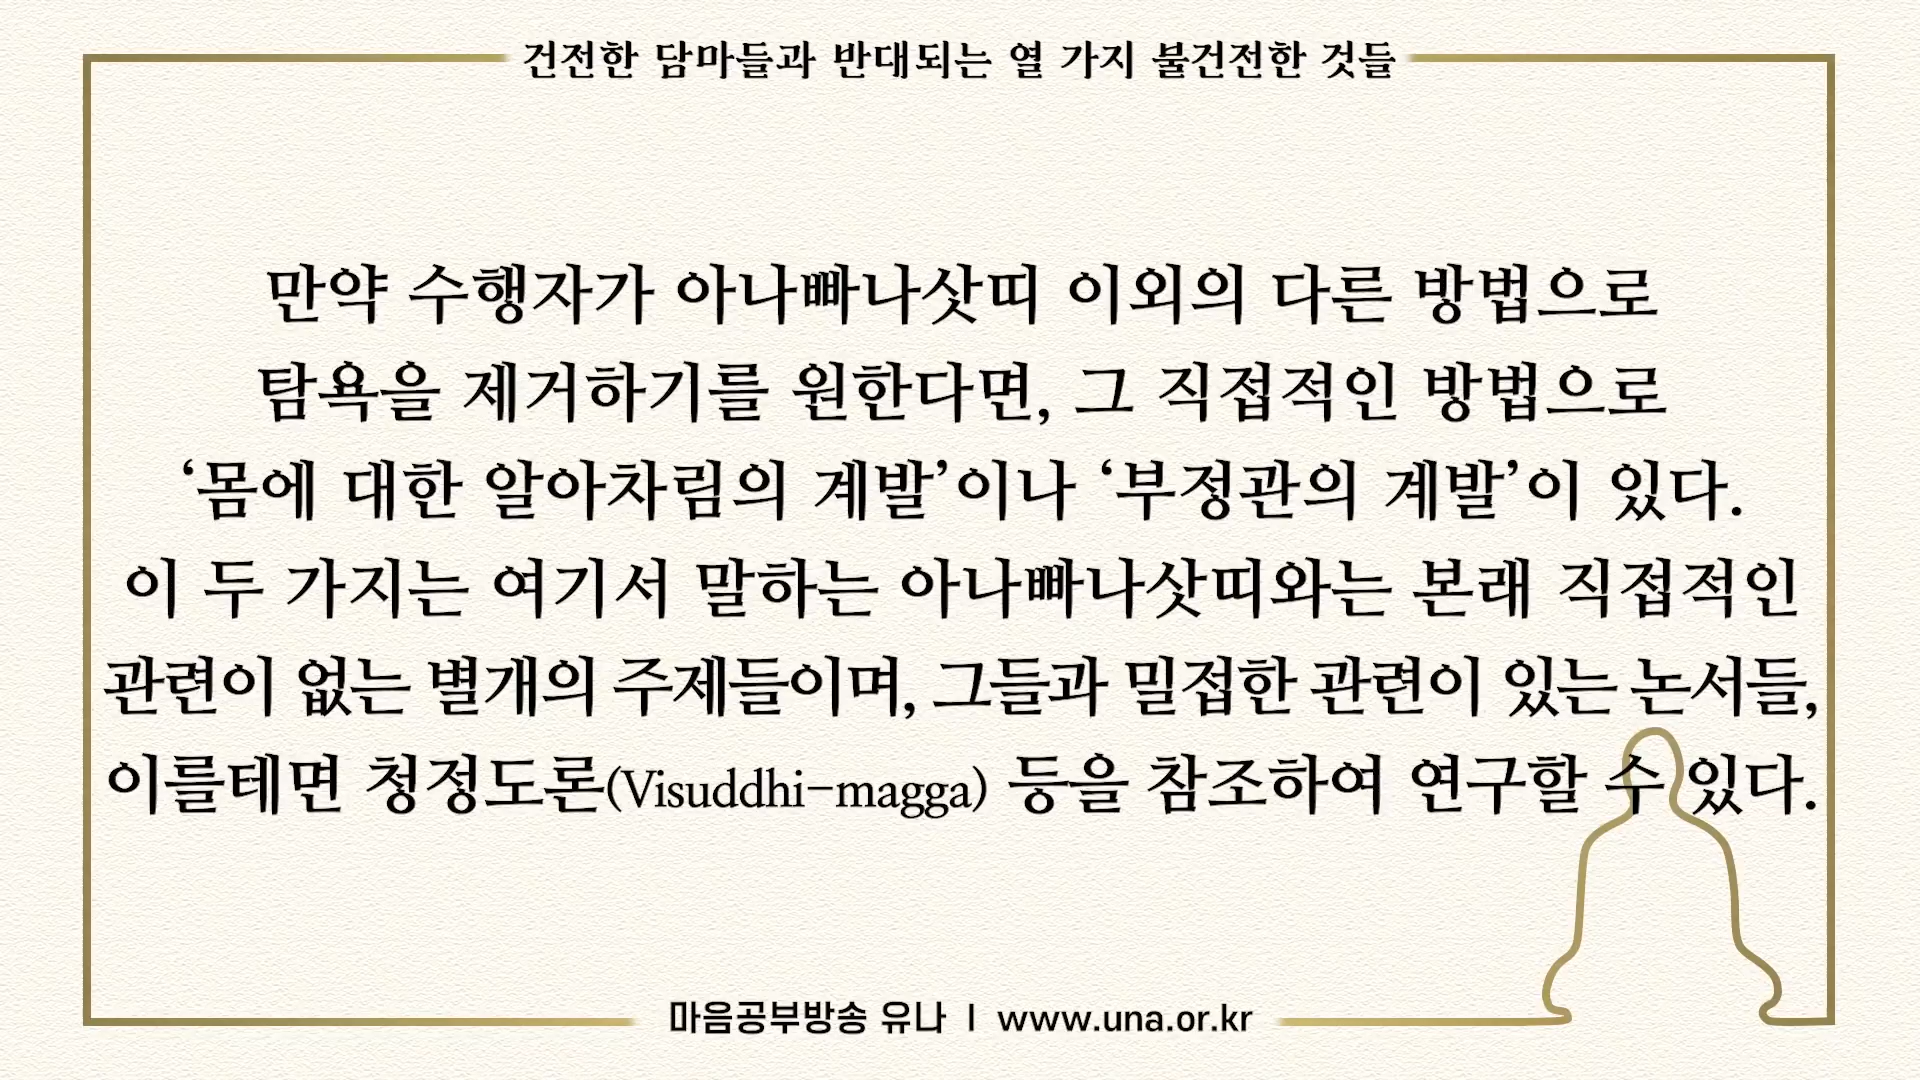 건전한 담마들과 반대되는 열 가지 불건전한 것들
만약 수행자가 아나빠나삿띠 이외의 다른 방법으로
탐욕을 제거하기를 원한다면, 그 직접적인 방법으로
‘몸에 대한 알아차림의 계발’이나 ‘부정관의 계발’이 있다.
이 두 가지는 여기서 말하는 아나빠나삿띠와는 본래 직접적인
관련이 없는 별개의 주제들이며, 그들과 밀접한 관련이 있는 논서들,
이를테면 청정도론(Visuddhi-magga) 등을 참조하여 연구할 수 있다.
마음공부방송 유나 | www.una.or.kr